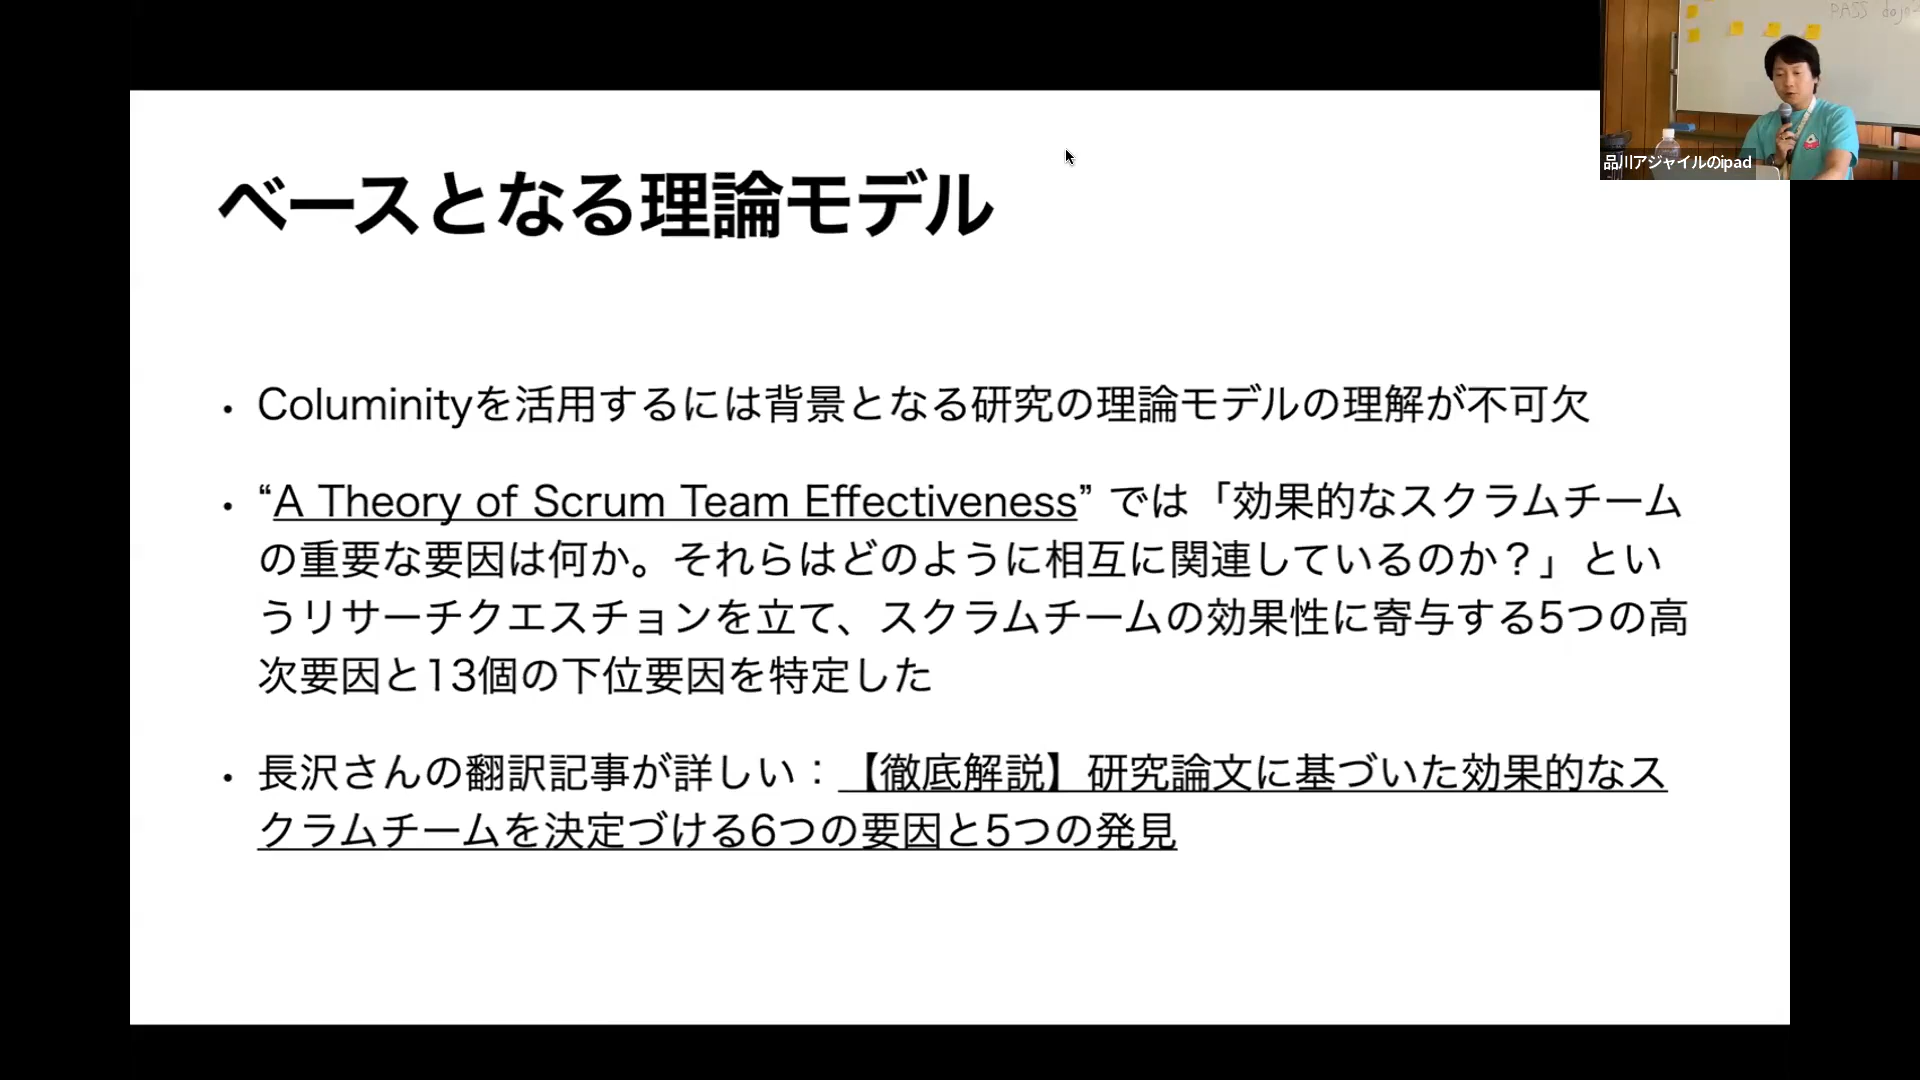 PASS dojo
品川アジャイルのipad
ベースとなる理論モデル
• Columinityを活用するには背景となる研究の理論モデルの理解が不可欠
• “A Theory of Scrum Team Effectiveness” では「効果的なスクラムチーム
の重要な要因は何か。それらはどのように相互に関連しているのか？」とい
うリサーチクエスチョンを立て、スクラムチームの効果性に寄与する5つの高
次要因と13個の下位要因を特定した
• 長沢さんの翻訳記事が詳しい：【徹底解説】研究論文に基づいた効果的なス
クラムチームを決定づける6つの要因と5つの発見